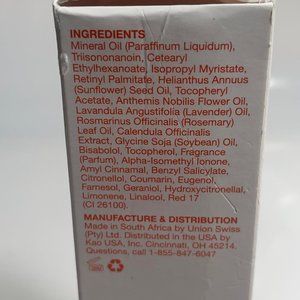 INGREDIENTS
Mineral Oil (Paraffinum Liquidum),
Triisononanoin, Cetearyl
Ethylhexanoate, Isopropyl Myristate,
Retinyl Palmitate, Helianthus Annuus
(Sunflower) Seed Oil, Tocopheryl
Acetate, Anthemis Nobilis Flower Oil,
Lavandula Angustifolia (Lavender) Oil,
Rosmarinus Officinalis (Rosemary)
Leaf Oil, Calendula Officinalis
Extract, Glycine Soja (Soybean) Oil,
Bisabolol, Tocopherol, Fragrance
(Parfum), Alpha-Isomethyl Ionone,
Amyl Cinnamal, Benzyl Salicylate,
Citronellol, Coumarin, Eugenol,
Farnesol, Geraniol, Hydroxycitronellal,
Limonene, Linalool, Red 17
(CI 26100).
MANUFACTURE & DISTRIBUTION
Made in South Africa by Union Swiss
(Pty) Ltd. Distributed in the USA by
Kao USA, Inc. Cincinnati, OH 45214.
Questions, call 1-855-847-6047